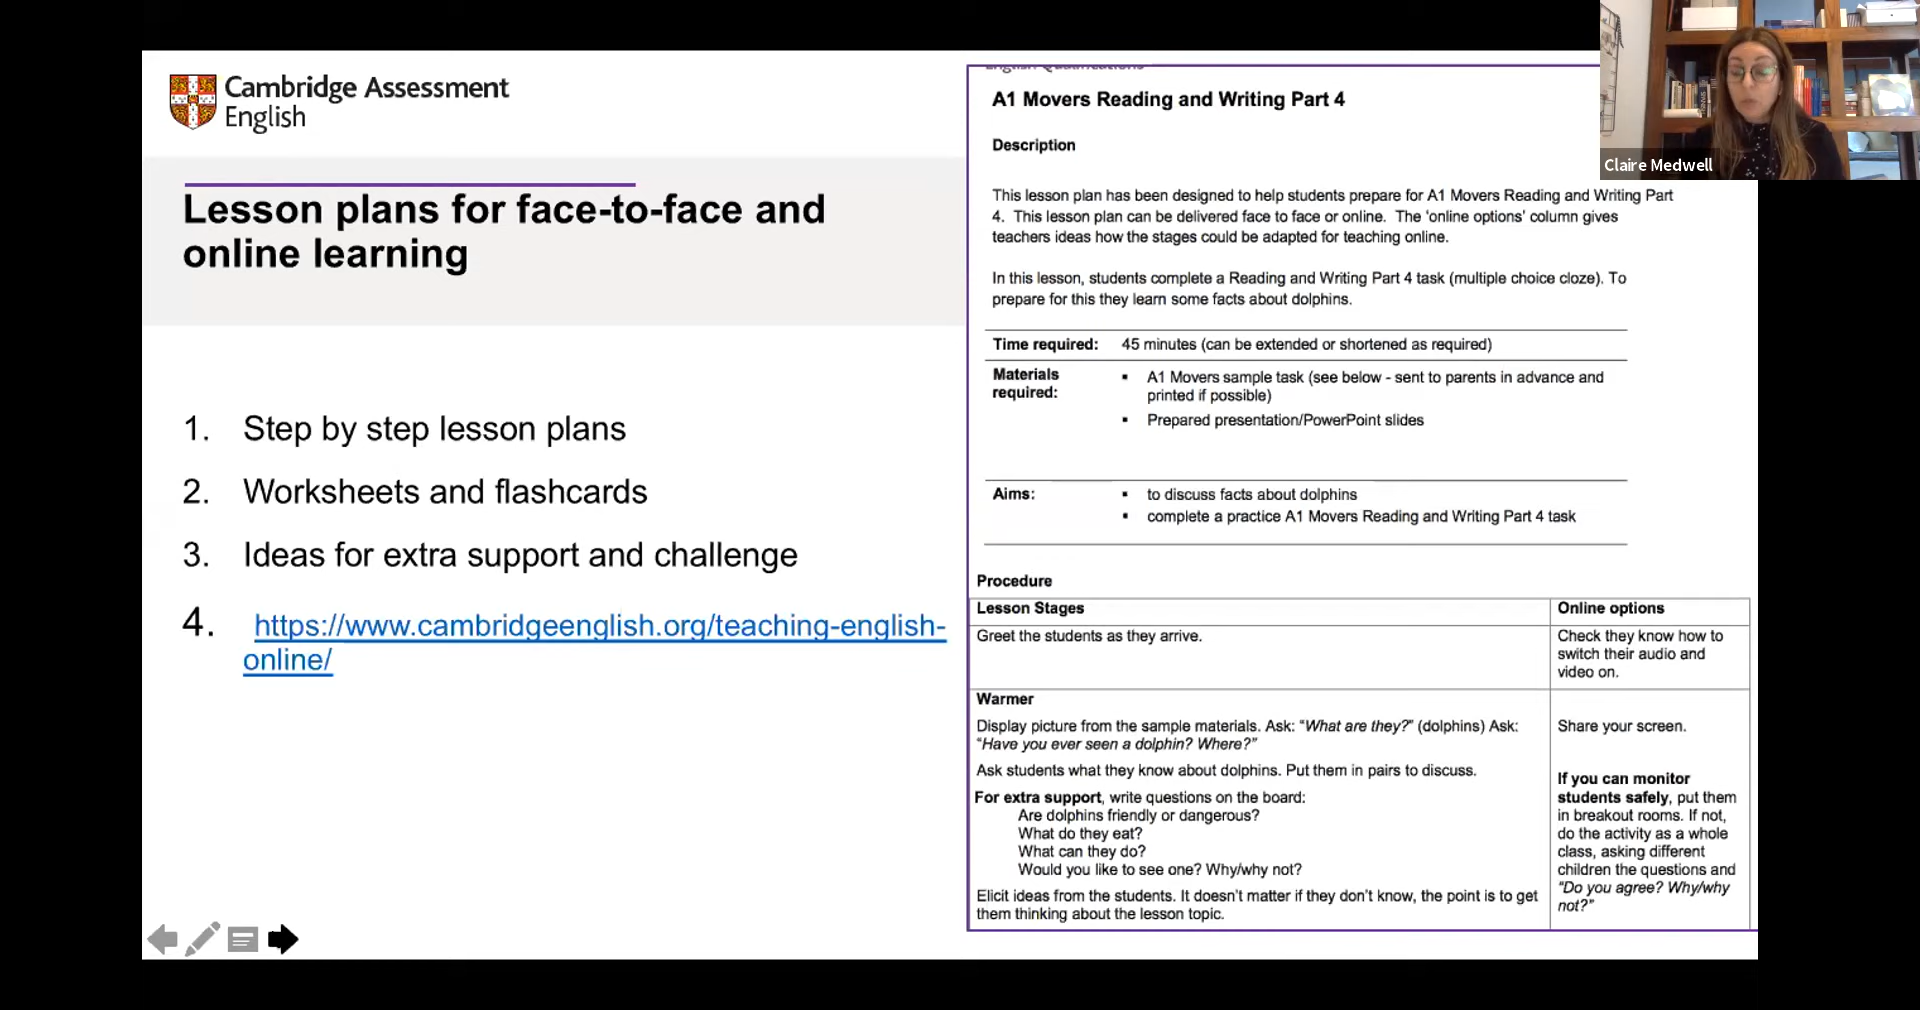 Cambridge Assessment
English
Lesson plans for face-to-face and
online learning
1. Step by step lesson plans
2. Worksheets and flashcards
3. Ideas for extra support and challenge
4. https://www.cambridgeenglish.org/teaching-english-
online/
English Qualifications
A1 Movers Reading and Writing Part 4
Description
This lesson plan has been designed to help students prepare for A1 Movers Reading and Writing Part
4. This lesson plan can be delivered face to face or online. The 'online options' column gives
teachers ideas how the stages could be adapted for teaching online.
In this lesson, students complete a Reading and Writing Part 4 task (multiple choice cloze). To
prepare for this they learn some facts about dolphins.
Time required: 45 minutes (can be extended or shortened as required)
Materials
required:
▪ A1 Movers sample task (see below - sent to parents in advance and
printed if possible)
▪ Prepared presentation/PowerPoint slides
Aims:
▪ to discuss facts about dolphins
▪ complete a practice A1 Movers Reading and Writing Part 4 task
Procedure
Lesson Stages
Online options
Greet the students as they arrive.
Check they know how to
switch their audio and
video on.
Warmer
Display picture from the sample materials. Ask: "What are they?" (dolphins) Ask:
"Have you ever seen a dolphin? Where?"
Ask students what they know about dolphins. Put them in pairs to discuss.
For extra support, write questions on the board:
Are dolphins friendly or dangerous?
What do they eat?
What can they do?
Would you like to see one? Why/why not?
Elicit ideas from the students. It doesn't matter if they don't know, the point is to get
them thinking about the lesson topic.
Share your screen.
If you can monitor
students safely, put them
in breakout rooms. If not,
do the activity as a whole
class, asking different
children the questions and
"Do you agree? Why/why
not?"
Claire Medwell